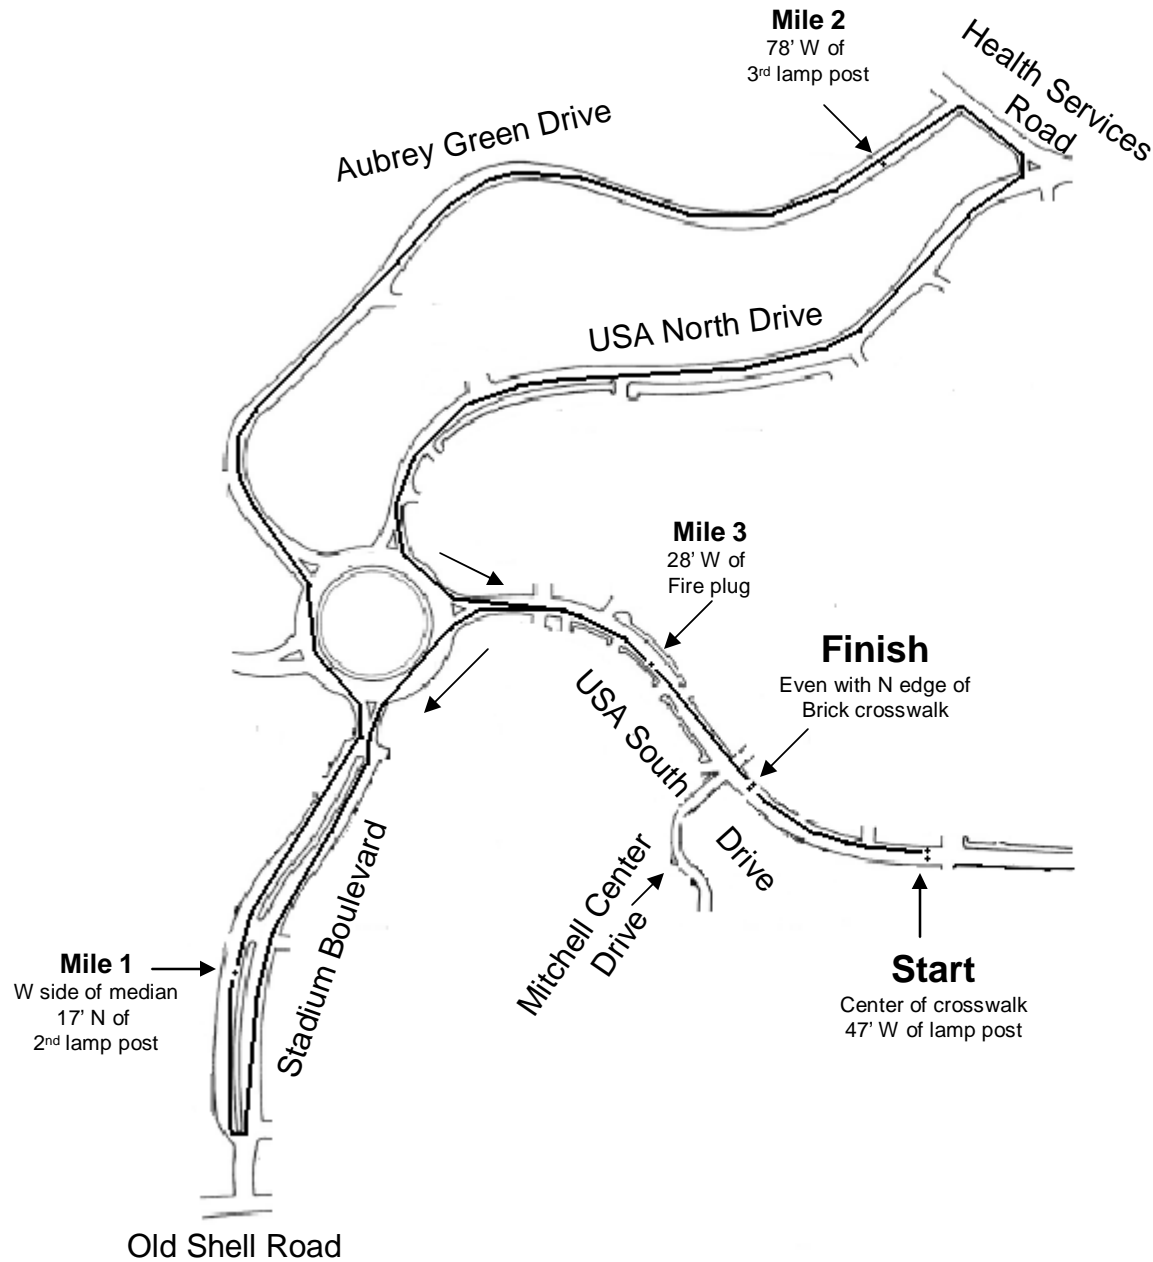 Mile 2
78’ W of
3rd lamp post
Health Services
Road
Aubrey Green Drive
USA North Drive
Mile 3
28’ W of
Fire plug
Finish
Even with N edge of
Brick crosswalk
USA South
Drive
Mitchell Center
Drive
Stadium Boulevard
Mile 1
W side of median
17’ N of
2nd lamp post
Start
Center of crosswalk
47’ W of lamp post
Old Shell Road